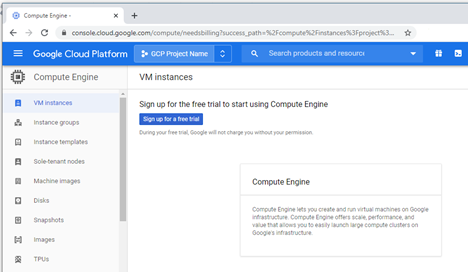 Compute Engine -
console.cloud.google.com/compute/needsbilling?success_path=%2Fcompute%2Finstances%3Fproject%3...
Google Cloud Platform
GCP Project Name
Search products and resourc
Compute Engine
VM instances
VM instances
Instance groups
Instance templates
Sole-tenant nodes
Machine images
Disks
Snapshots
Images
TPUs
Sign up for the free trial to start using Compute Engine
Sign up for a free trial
During your free trial, Google will not charge you without your permission.
Compute Engine
Compute Engine lets you create and run virtual machines on Google
infrastructure. Compute Engine offers scale, performance, and
value that allows you to easily launch large compute clusters on
Google's infrastructure.